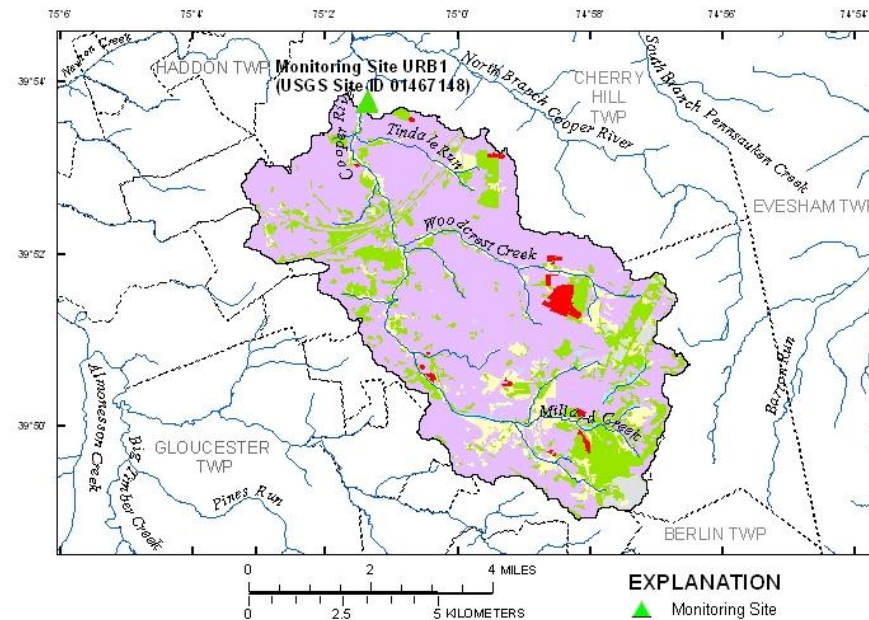 75°6' 75°4' 75°2' 75°0' 74°58' 74°56' 74°54'
39°54'
39°52'
39°50'
Newton Creek
HADDON TWP
Monitoring Site URB1
(USGS Site ID 01467148)
Cooper River
Tindale Run
North Branch Cooper River
CHERRY
HILL
TWP
South Branch Pennsauken Creek
EVESHAM TWP
Woodcrest Creek
Barton Run
Millard Creek
Almonesson Creek
GLOUCESTER
TWP
Big Timber Creek
Pines Run
BERLIN TWP
0 2 4 MILES
0 2.5 5 KILOMETERS
EXPLANATION
Monitoring Site